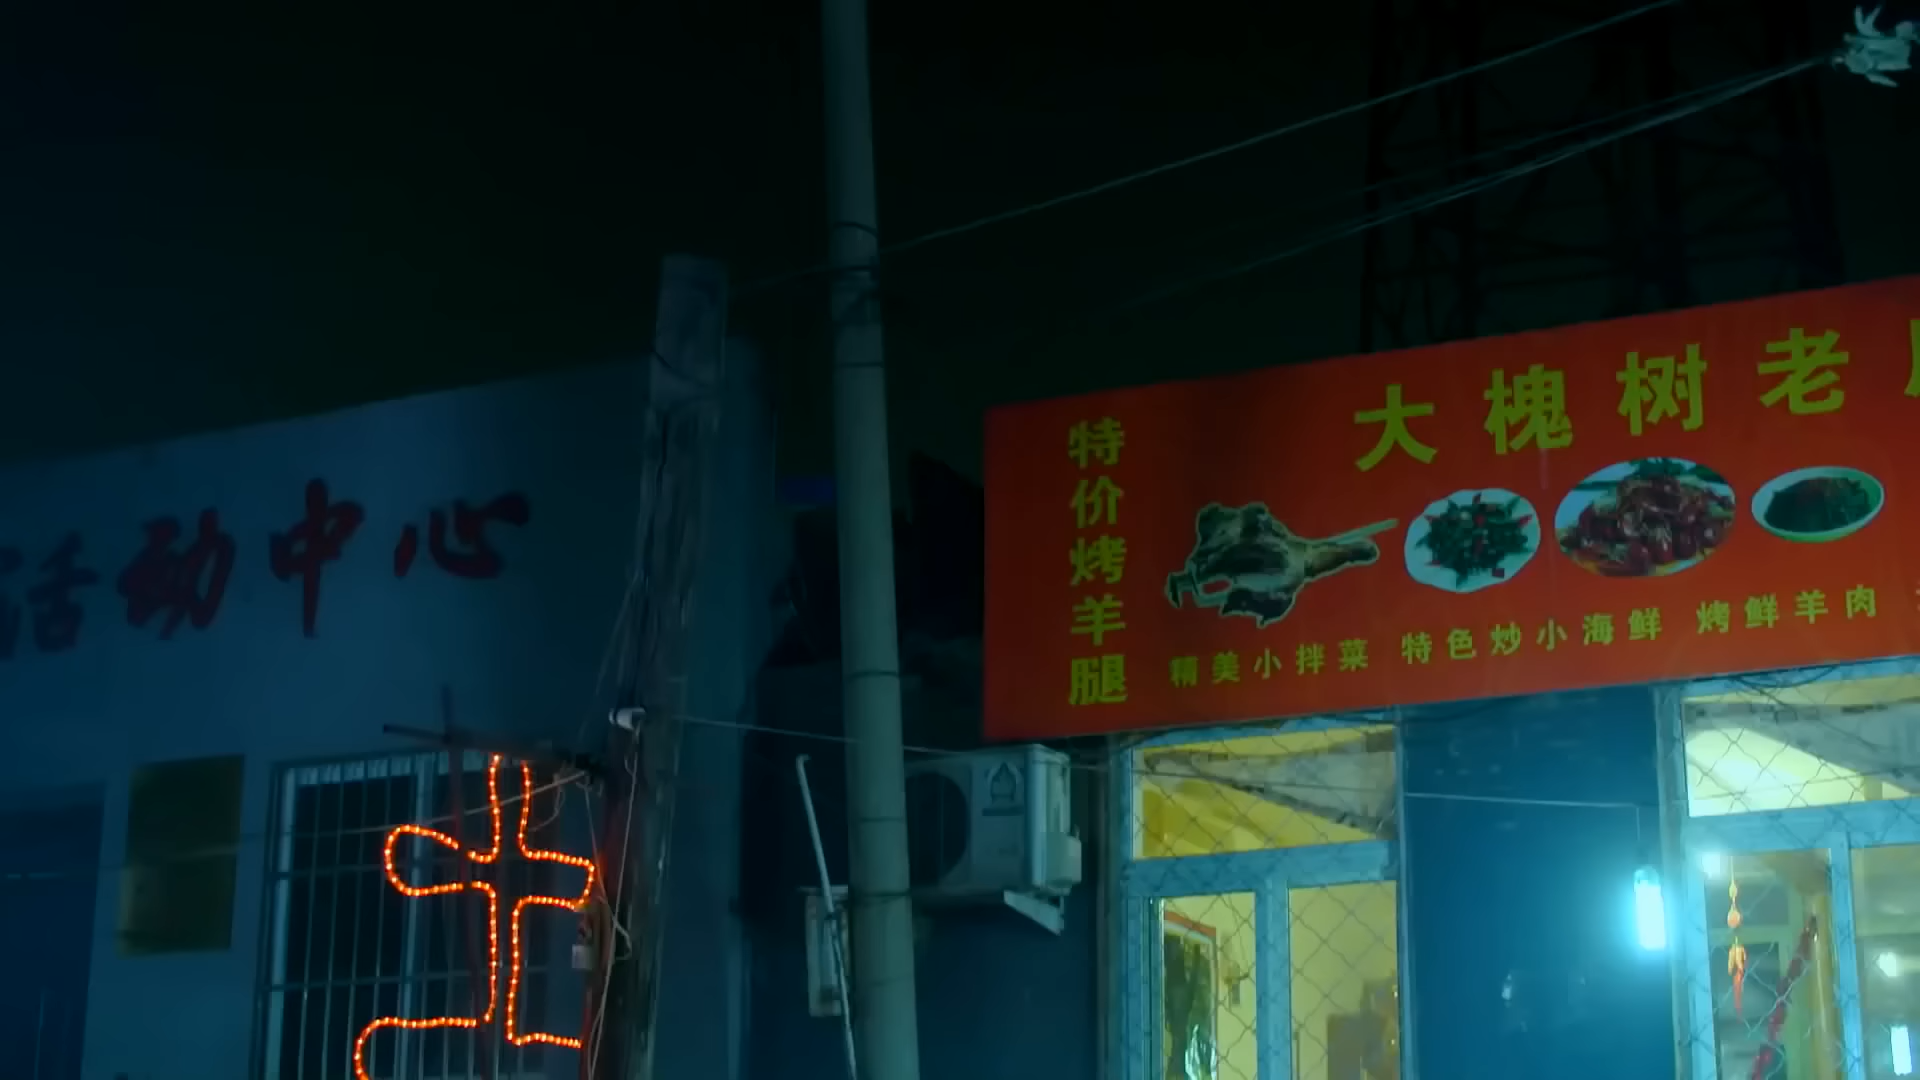 活动中心
大槐树老
特价烤羊腿
精美小拌菜 特色炒小海鲜 烤鲜羊肉